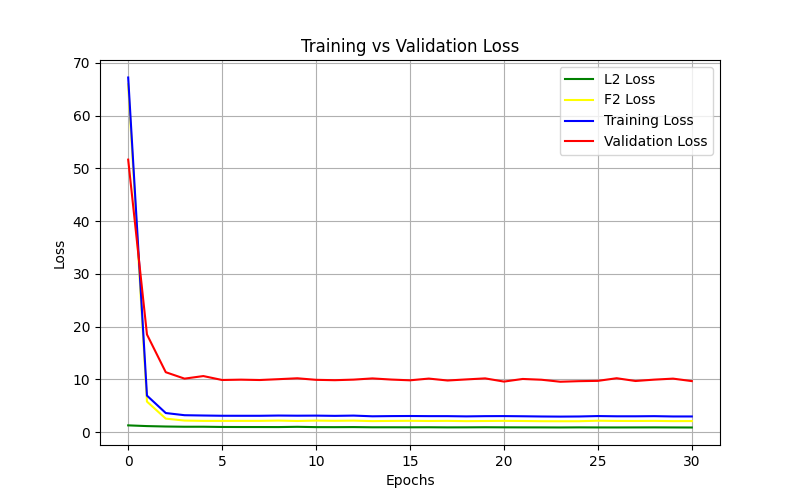 Training vs Validation Loss
70
60
50
40
30
20
10
0
Loss
L2 Loss
F2 Loss
Training Loss
Validation Loss
0 5 10 15 20 25 30
Epochs